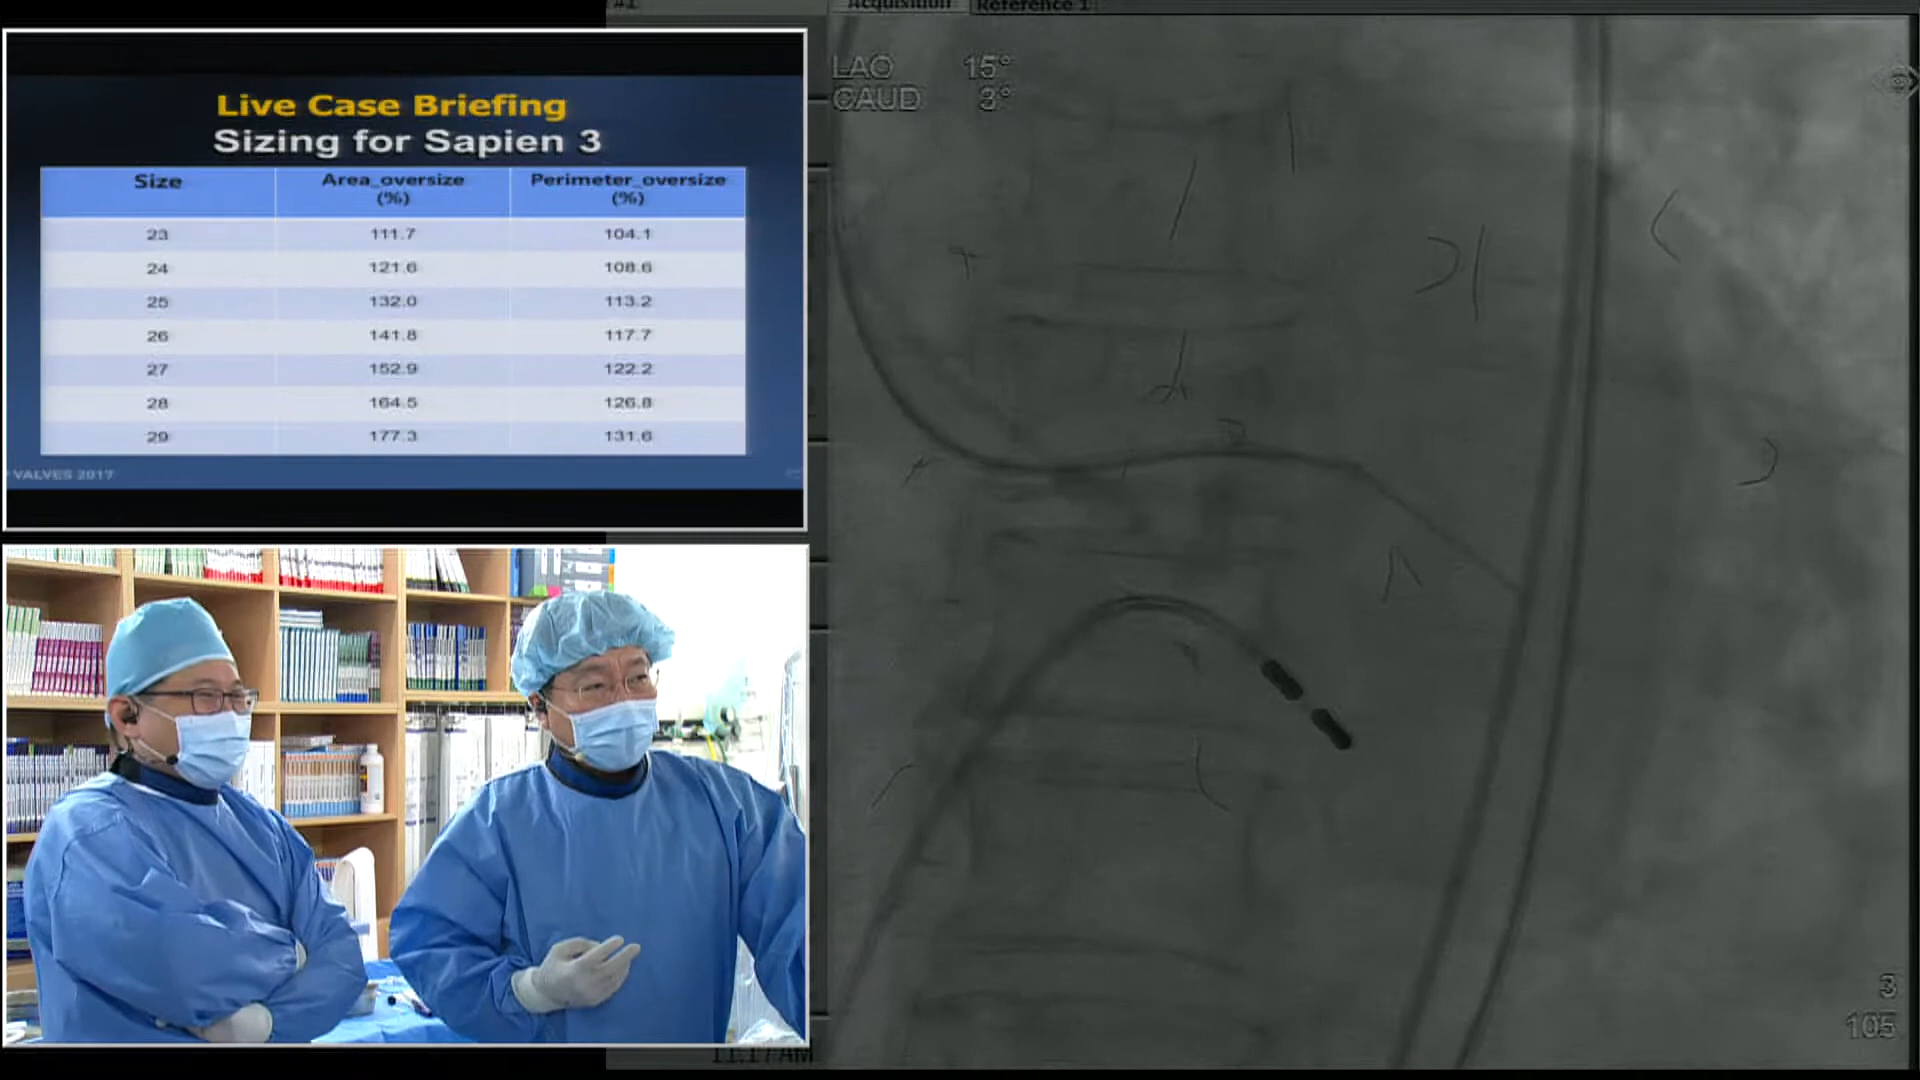 #1
Acquisition Reference 1
Live Case Briefing
Sizing for Sapien 3
Size Area_oversize (%) Perimeter_oversize (%)
23 111.7 104.1
24 121.6 108.6
25 132.0 113.2
26 141.8 117.7
27 152.9 122.2
28 164.5 126.8
29 177.3 131.6
VALVES 2017
LAO 15°
CAUD 3°
3
105
11:17 AM